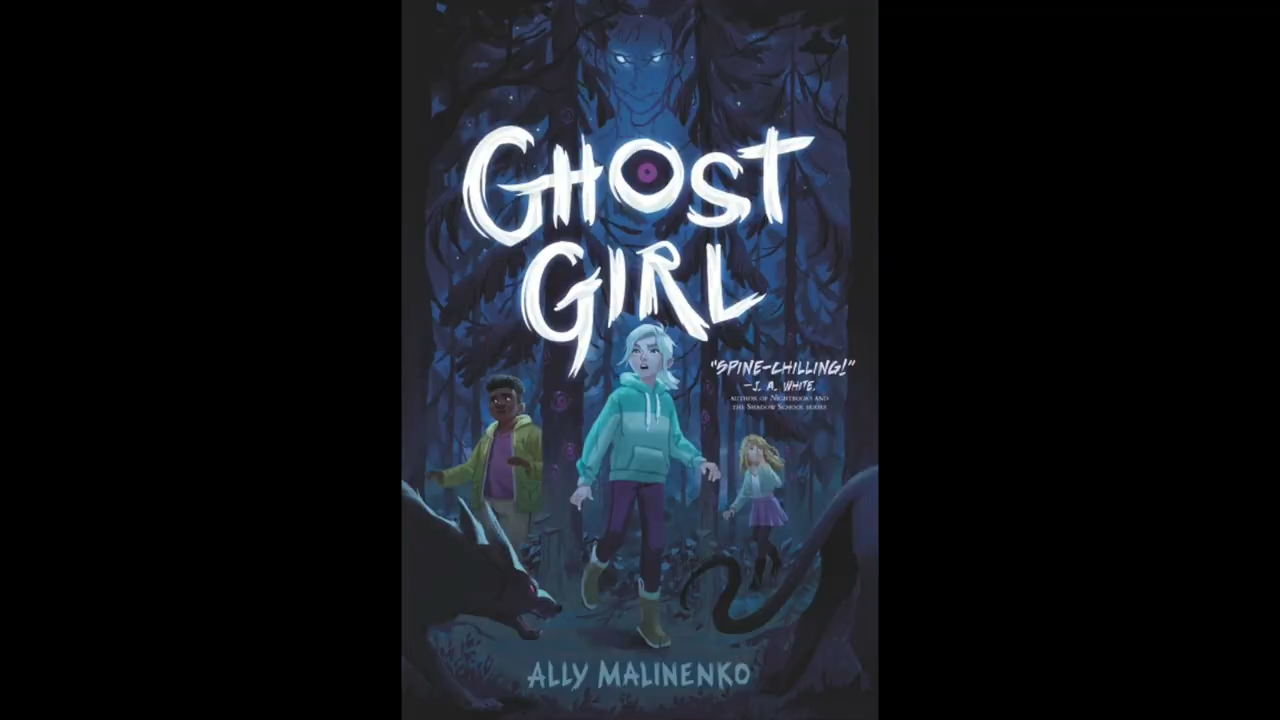 GHOST
GIRL
"SPINE-CHILLING!"
—J. A. WHITE,
AUTHOR OF NIGHTBOOKS AND
THE SHADOW SCHOOL SERIES
ALLY MALINENKO